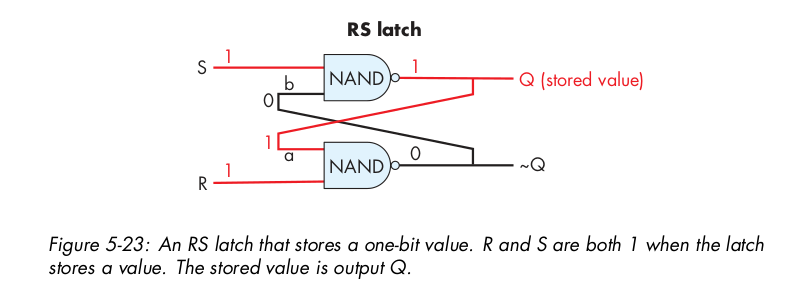 RS latch
S 1 NAND 1 Q (stored value)
b
0
1
a
R 1 NAND 0 ~Q
Figure 5-23: An RS latch that stores a one-bit value. R and S are both 1 when the latch
stores a value. The stored value is output Q.